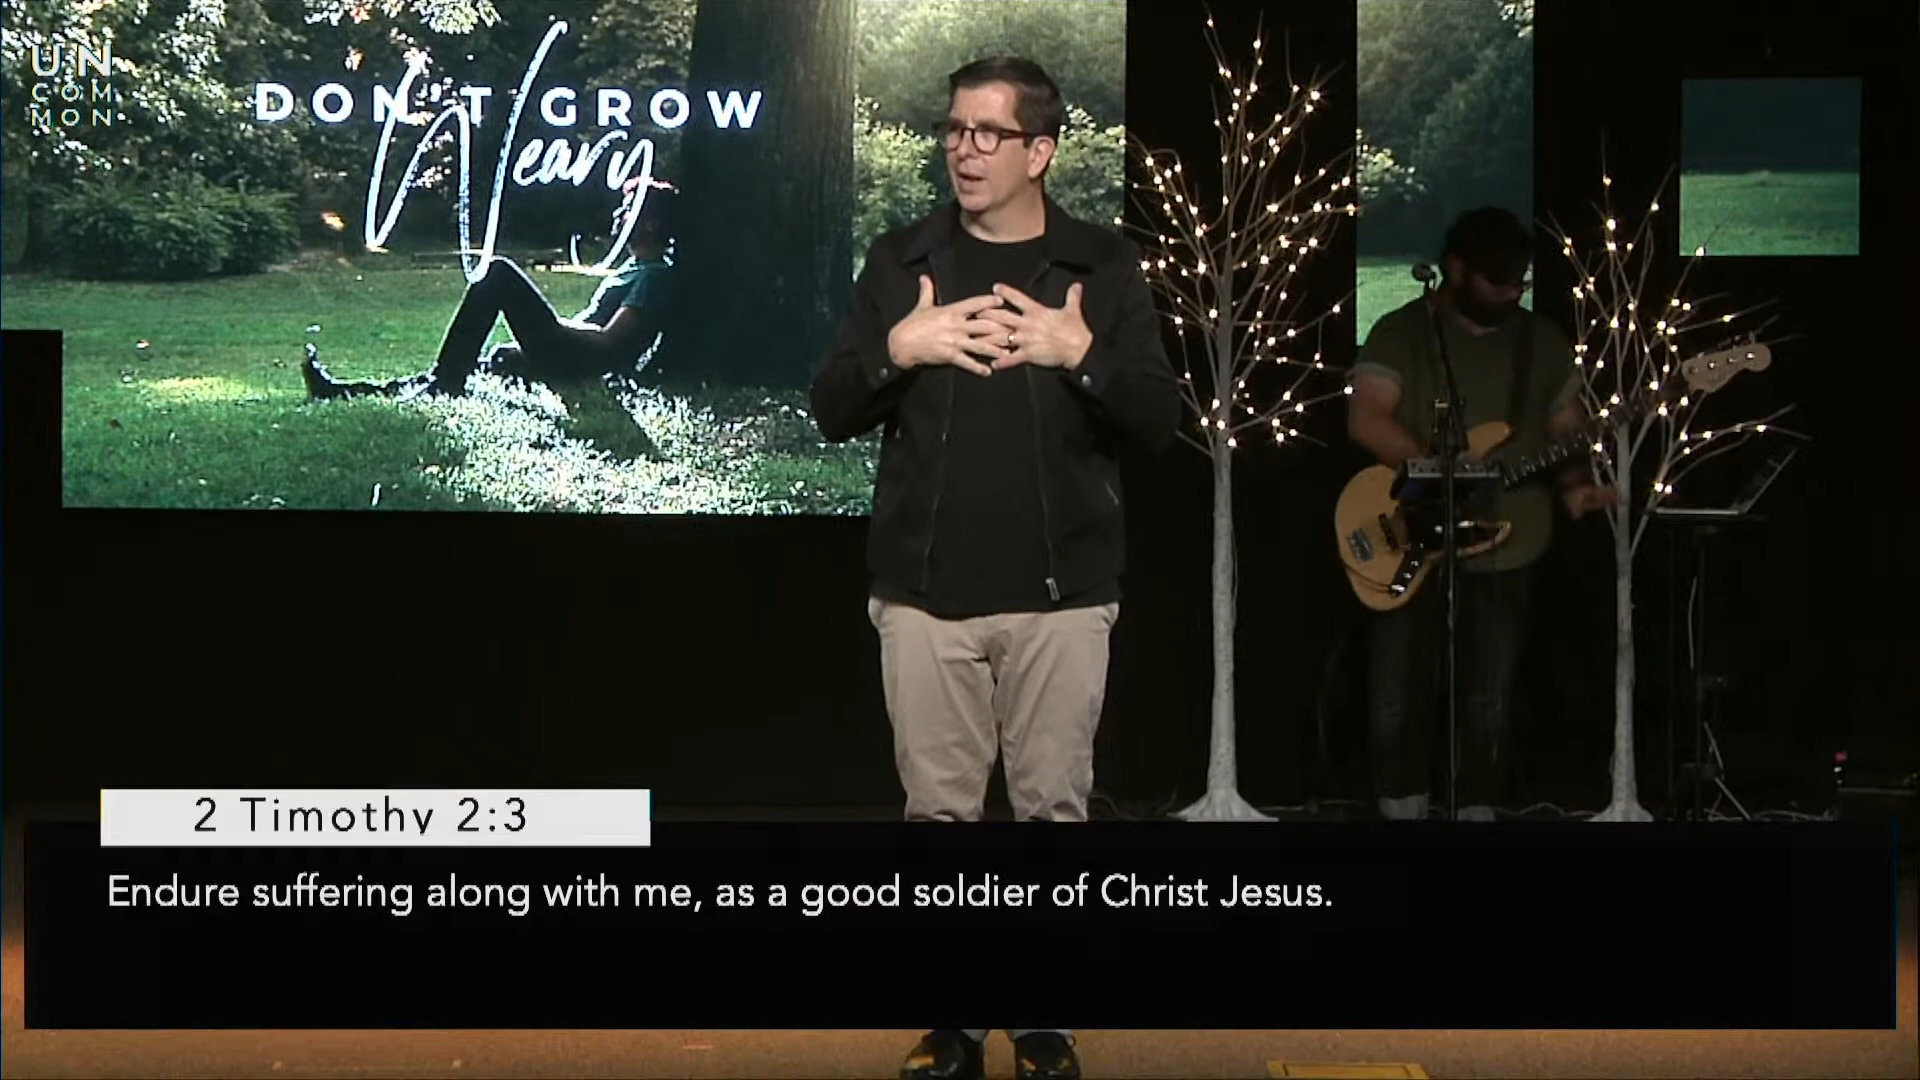 UN
COM
MON
DON'T GROW
Weary
2 Timothy 2:3
Endure suffering along with me, as a good soldier of Christ Jesus.